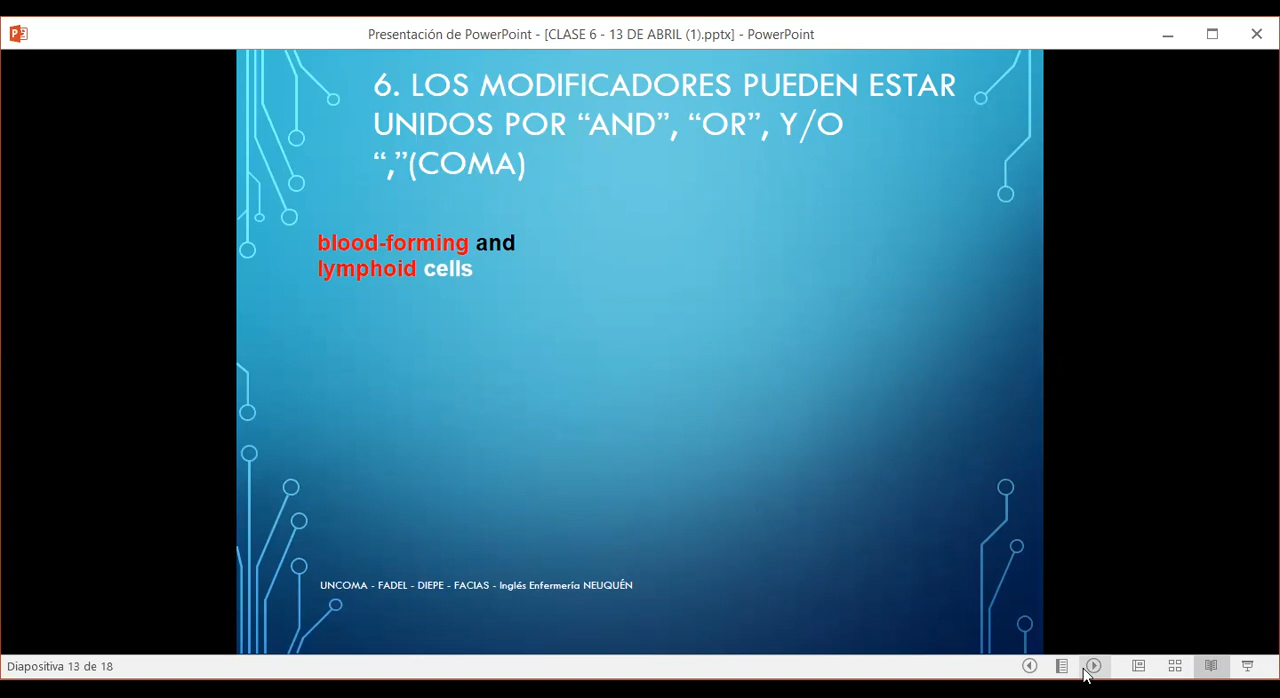 Presentación de PowerPoint - [CLASE 6 - 13 DE ABRIL (1).pptx] - PowerPoint
6. LOS MODIFICADORES PUEDEN ESTAR
UNIDOS POR “AND”, “OR”, Y/O
“,”(COMA)
blood-forming and
lymphoid cells
UNCOMA - FADEL - DIEPE - FACIAS - Inglés Enfermería NEUQUÉN
Diapositiva 13 de 18